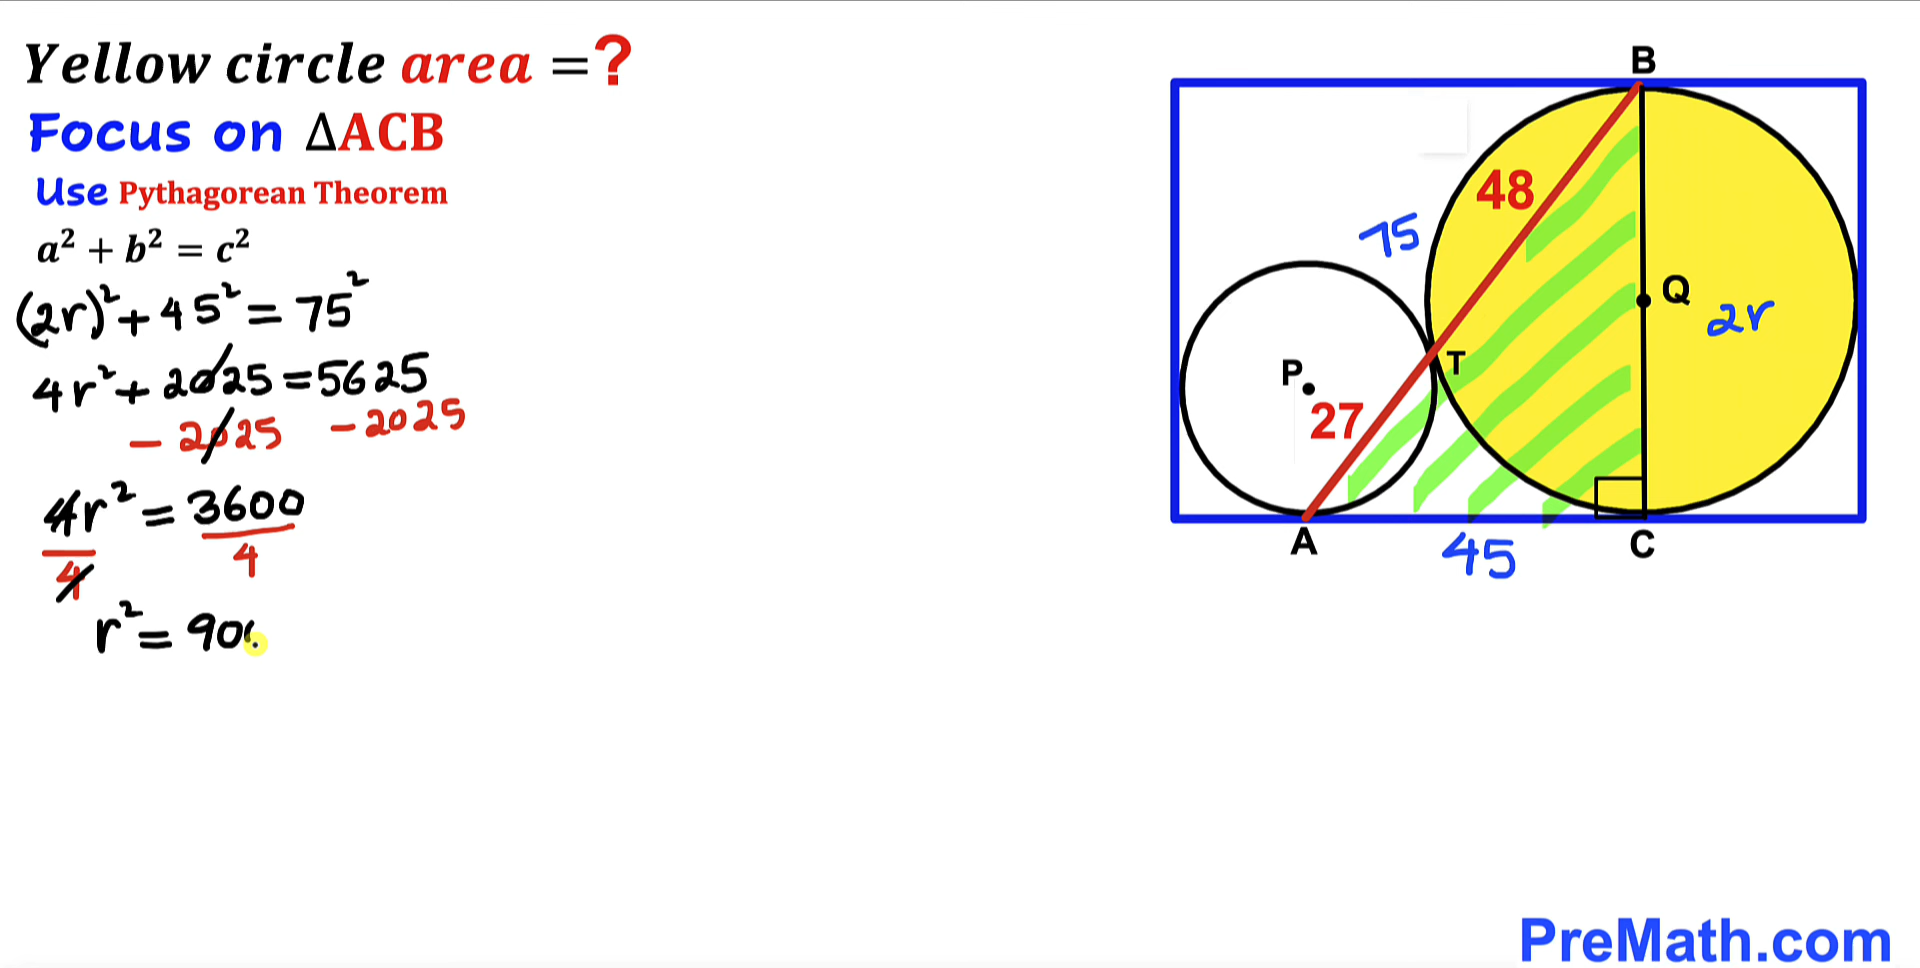 Yellow circle area =?
Focus on ΔACB
Use Pythagorean Theorem
a² + b² = c²
(2r)² + 45² = 75²
4r² + 2025 = 5625
- 2025 - 2025
4r² = 3600
4 4
r² = 90
B
48
75
Q
2r
T
P
27
A
45
C
PreMath.com